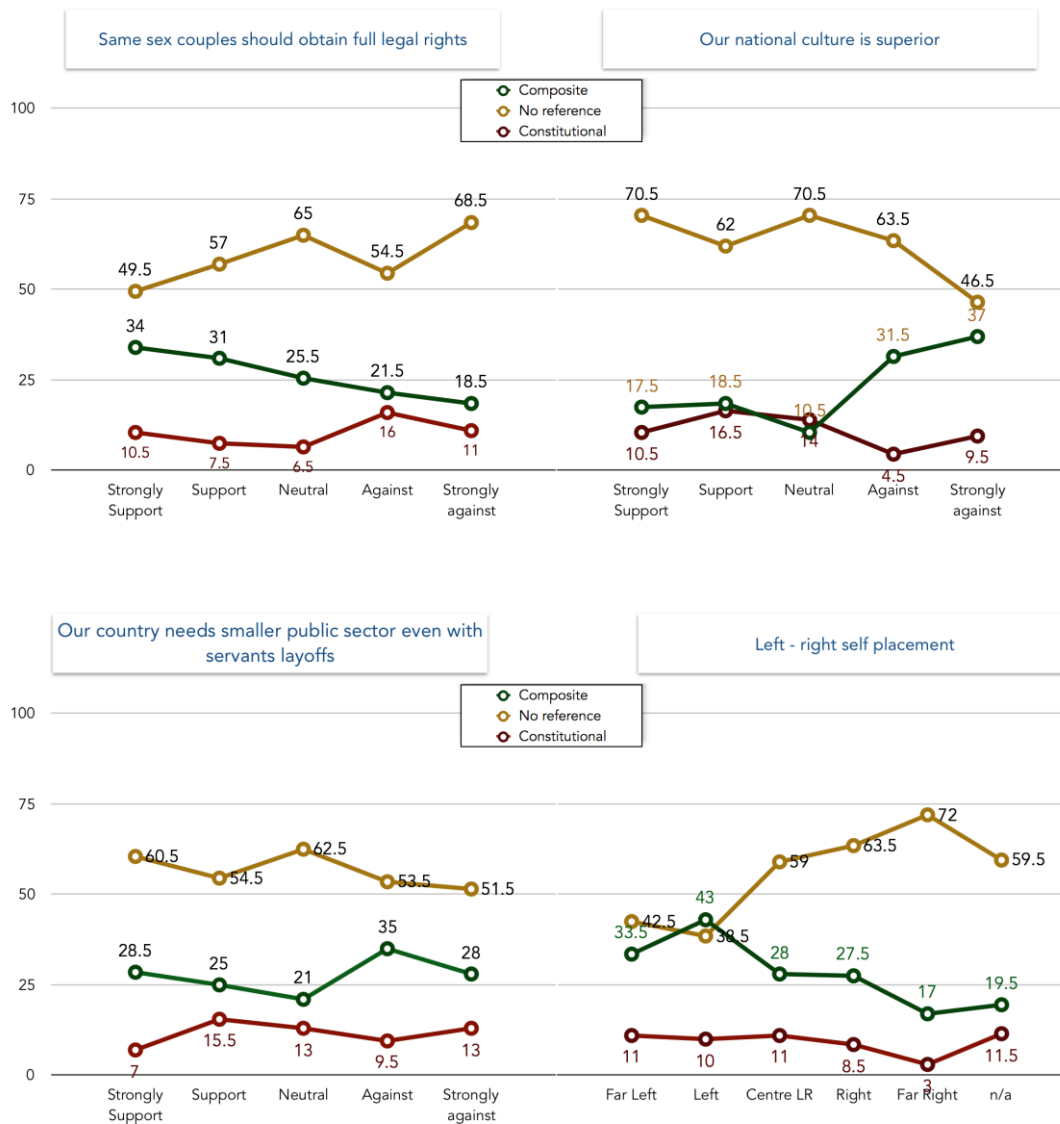 Same sex couples should obtain full legal rights
Our national culture is superior
Composite
No reference
Constitutional
100
75
50
25
0
49.5
57
65
54.5
68.5
34
31
25.5
21.5
18.5
10.5
7.5
6.5
16
11
70.5
62
70.5
63.5
46.5
17.5
18.5
10.5
31.5
37
10.5
16.5
14
4.5
9.5
Strongly Support
Support
Neutral
Against
Strongly against
Strongly Support
Support
Neutral
Against
Strongly against
Our country needs smaller public sector even with
servants layoffs
Left - right self placement
Composite
No reference
Constitutional
100
75
50
25
0
60.5
54.5
62.5
53.5
51.5
28.5
25
21
35
28
7
15.5
13
9.5
13
42.5
38.5
59
63.5
72
59.5
33.5
43
28
27.5
17
19.5
11
10
11
8.5
3
11.5
Strongly Support
Support
Neutral
Against
Strongly against
Far Left
Left
Centre LR
Right
Far Right
n/a